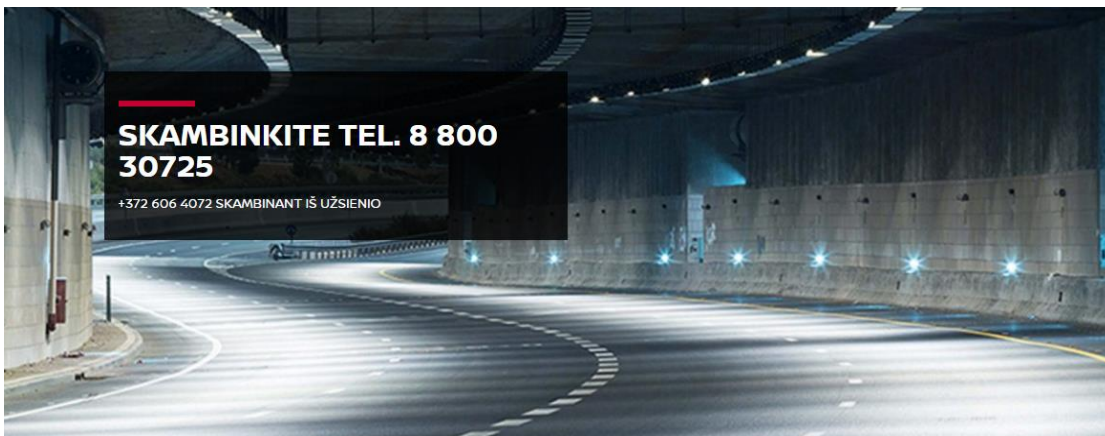 SKAMBINKITE TEL. 8 800
30725
+372 606 4072 SKAMBINANT IŠ UŽSIENIO